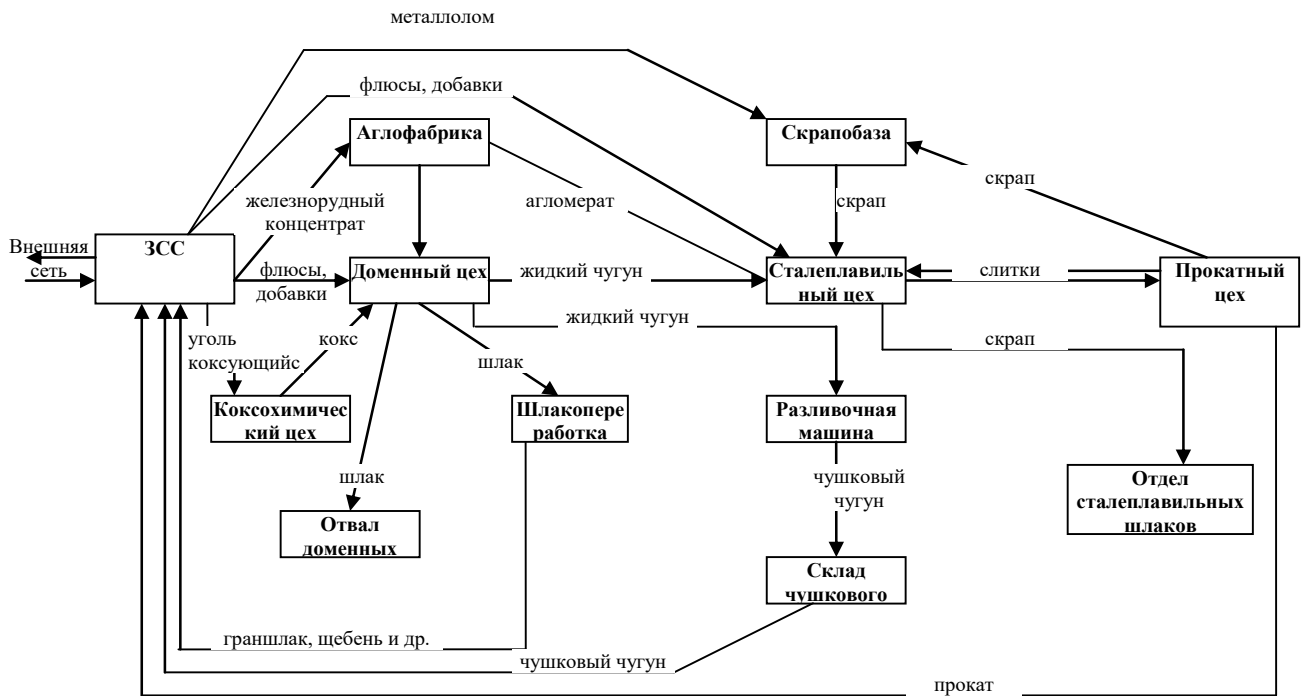 металлолом
флюсы, добавки
Аглофабрика
Скрапобаза
скрап
железнорудный
концентрат
агломерат
скрап
Внешняя
сеть
ЗСС
флюсы,
добавки
Доменный цех
жидкий чугун
Сталеплавиль
ный цех
слитки
Прокатный
цех
уголь
коксующийс
кокс
жидкий чугун
шлак
скрап
Коксохимичес
кий цех
Шлакопере
работка
Разливочная
машина
шлак
чушковый
чугун
Отдел
сталеплавильных
шлаков
Отвал
доменных
Склад
чушкового
граншлак, щебень и др.
чушковый чугун
прокат